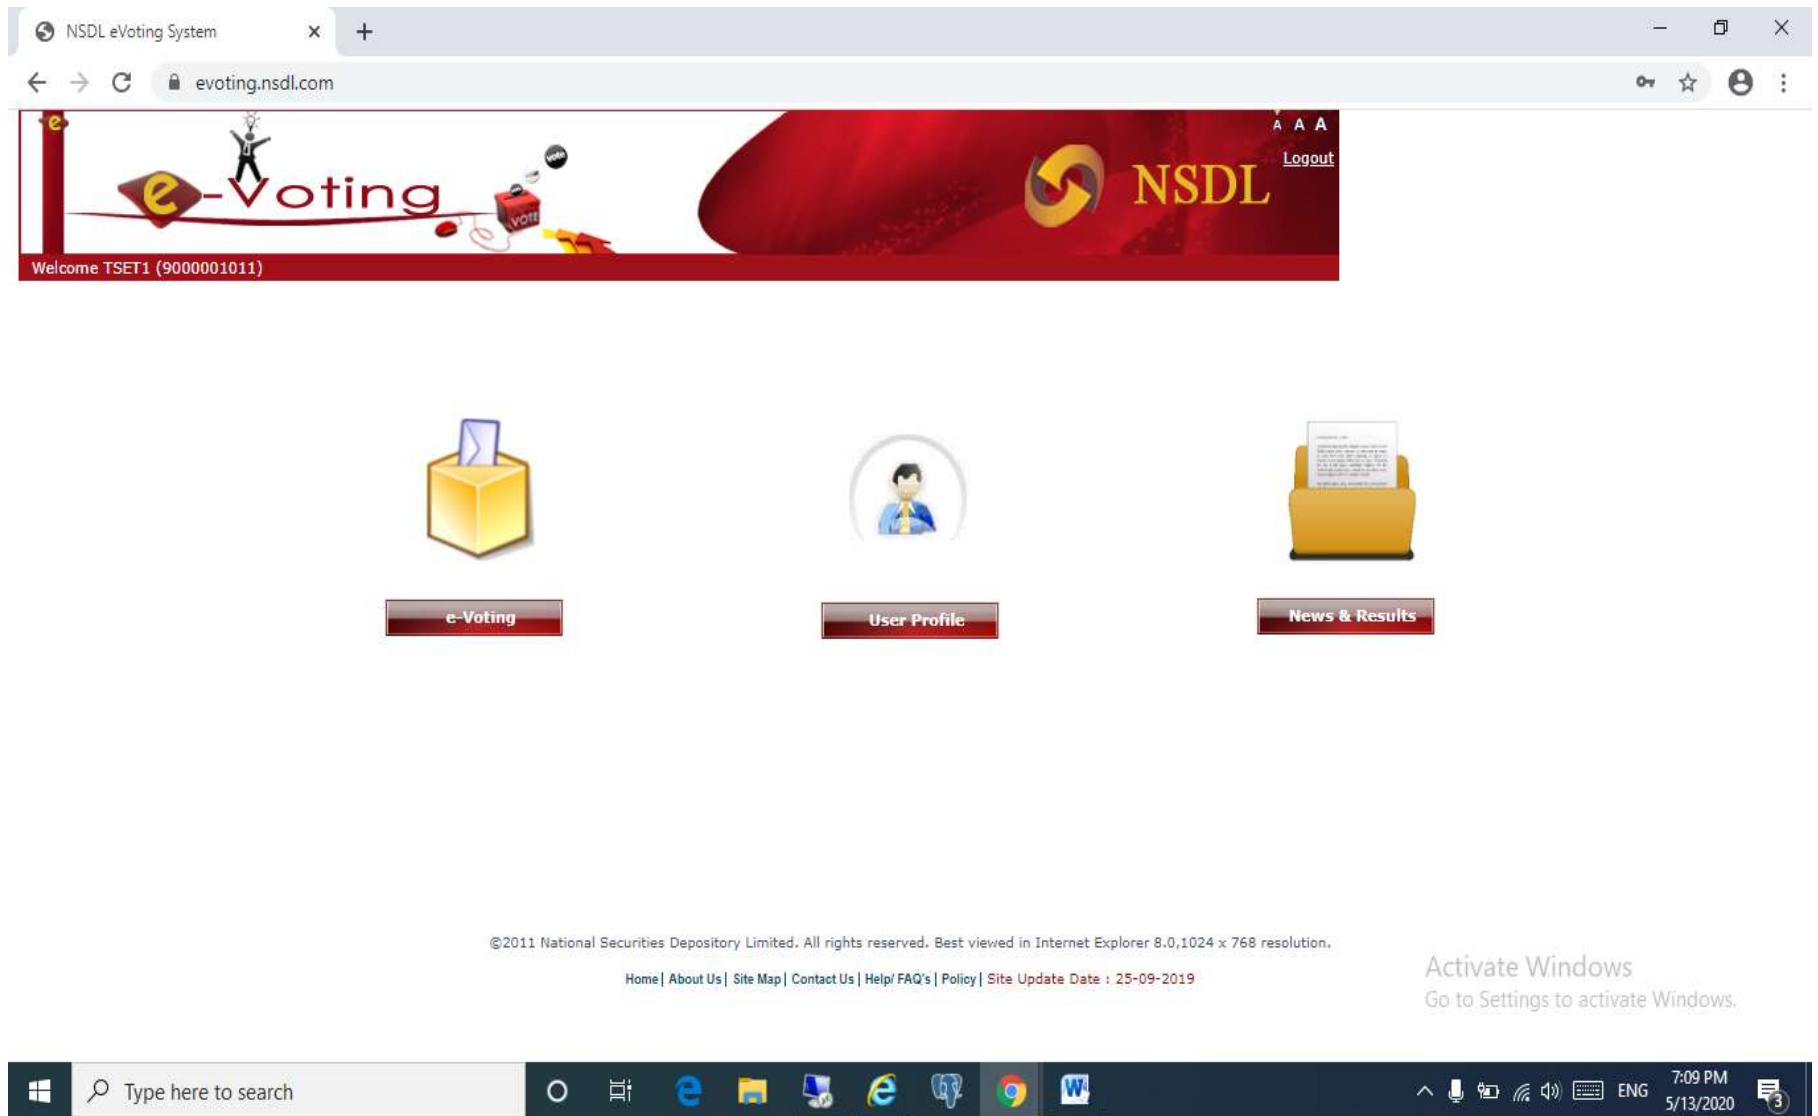 NSDL eVoting System
evoting.nsdl.com
A A A
Logout
e-Voting
vote
VOTE
NSDL
Welcome TSET1 (9000001011)
e-Voting
User Profile
News & Results
©2011 National Securities Depository Limited. All rights reserved. Best viewed in Internet Explorer 8.0,1024 x 768 resolution.
Home| About Us| Site Map| Contact Us| Help/ FAQ's| Policy| Site Update Date : 25-09-2019
Activate Windows
Go to Settings to activate Windows.
Type here to search
ENG
7:09 PM
5/13/2020
3